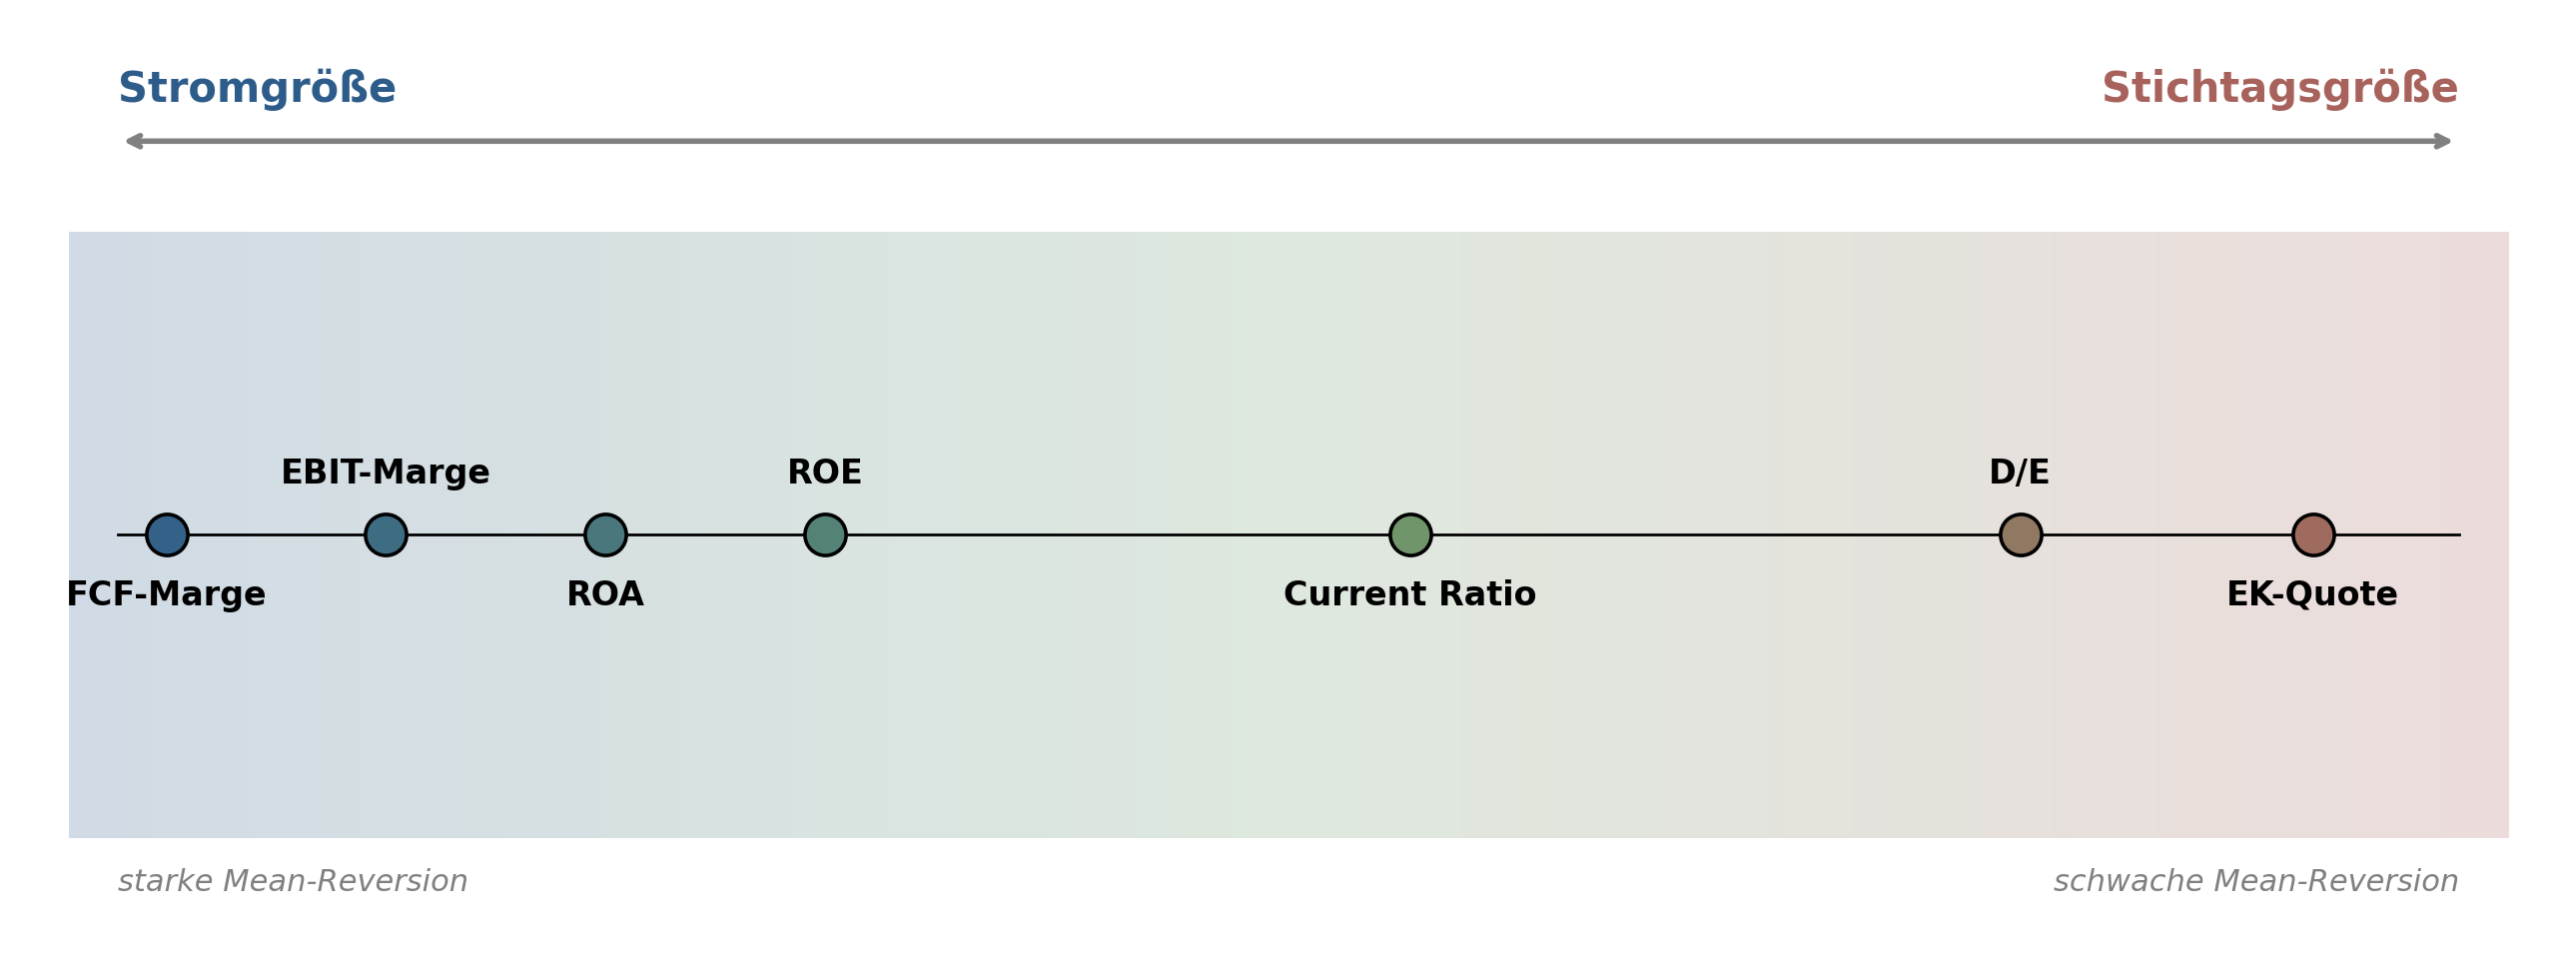 Stromgröße
Stichtagsgröße
EBIT-Marge
ROE
D/E
FCF-Marge
ROA
Current Ratio
EK-Quote
starke Mean-Reversion
schwache Mean-Reversion